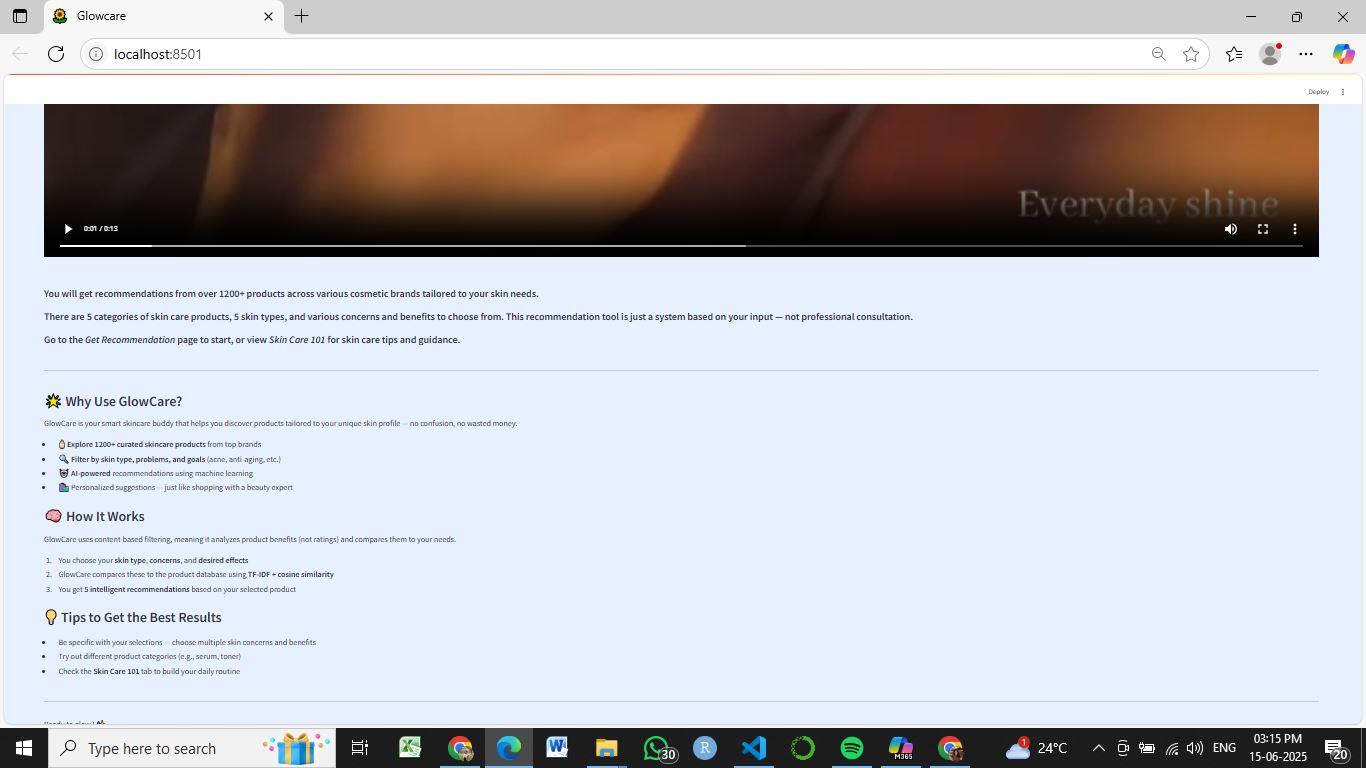 Glowcare
localhost:8501
Deploy
Everyday shine
0:01 / 0:13
You will get recommendations from over 1200+ products across various cosmetic brands tailored to your skin needs.
There are 5 categories of skin care products, 5 skin types, and various concerns and benefits to choose from. This recommendation tool is just a system based on your input — not professional consultation.
Go to the Get Recommendation page to start, or view Skin Care 101 for skin care tips and guidance.
Why Use GlowCare?
GlowCare is your smart skincare buddy that helps you discover products tailored to your unique skin profile — no confusion, no wasted money.
Explore 1200+ curated skincare products from top brands
Filter by skin type, problems, and goals (acne, anti-aging, etc.)
AI-powered recommendations using machine learning
Personalized suggestions — just like shopping with a beauty expert
How It Works
GlowCare uses content-based filtering, meaning it analyzes product benefits (not ratings) and compares them to your needs.
1. You choose your skin type, concerns, and desired effects
2. GlowCare compares these to the product database using TF-IDF + cosine similarity
3. You get 5 intelligent recommendations based on your selected product
Tips to Get the Best Results
Be specific with your selections — choose multiple skin concerns and benefits
Try out different product categories (e.g., serum, toner)
Check the Skin Care 101 tab to build your daily routine
Ready to glow?
Type here to search
30
R
M365
1
24°C
ENG
03:15 PM
15-06-2025
20